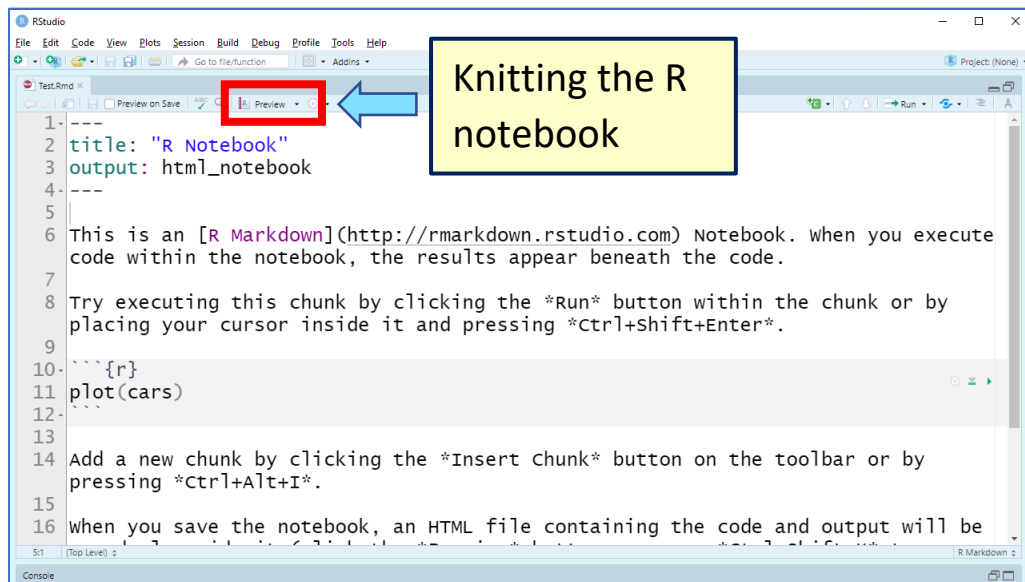 RStudio
File Edit Code View Plots Session Build Debug Profile Tools Help
Go to file/function Addins Project: (None)
Test.Rmd
Preview on Save ABC Preview Run
Knitting the R
notebook
1 ---
2 title: "R Notebook"
3 output: html_notebook
4 ---
5
6 This is an [R Markdown](http://rmarkdown.rstudio.com) Notebook. When you execute
code within the notebook, the results appear beneath the code.
7
8 Try executing this chunk by clicking the *Run* button within the chunk or by
placing your cursor inside it and pressing *Ctrl+Shift+Enter*.
9
10 ```{r}
11 plot(cars)
12 ```
13
14 Add a new chunk by clicking the *Insert Chunk* button on the toolbar or by
pressing *Ctrl+Alt+I*.
15
16 When you save the notebook, an HTML file containing the code and output will be
5:1 (Top Level) R Markdown
Console